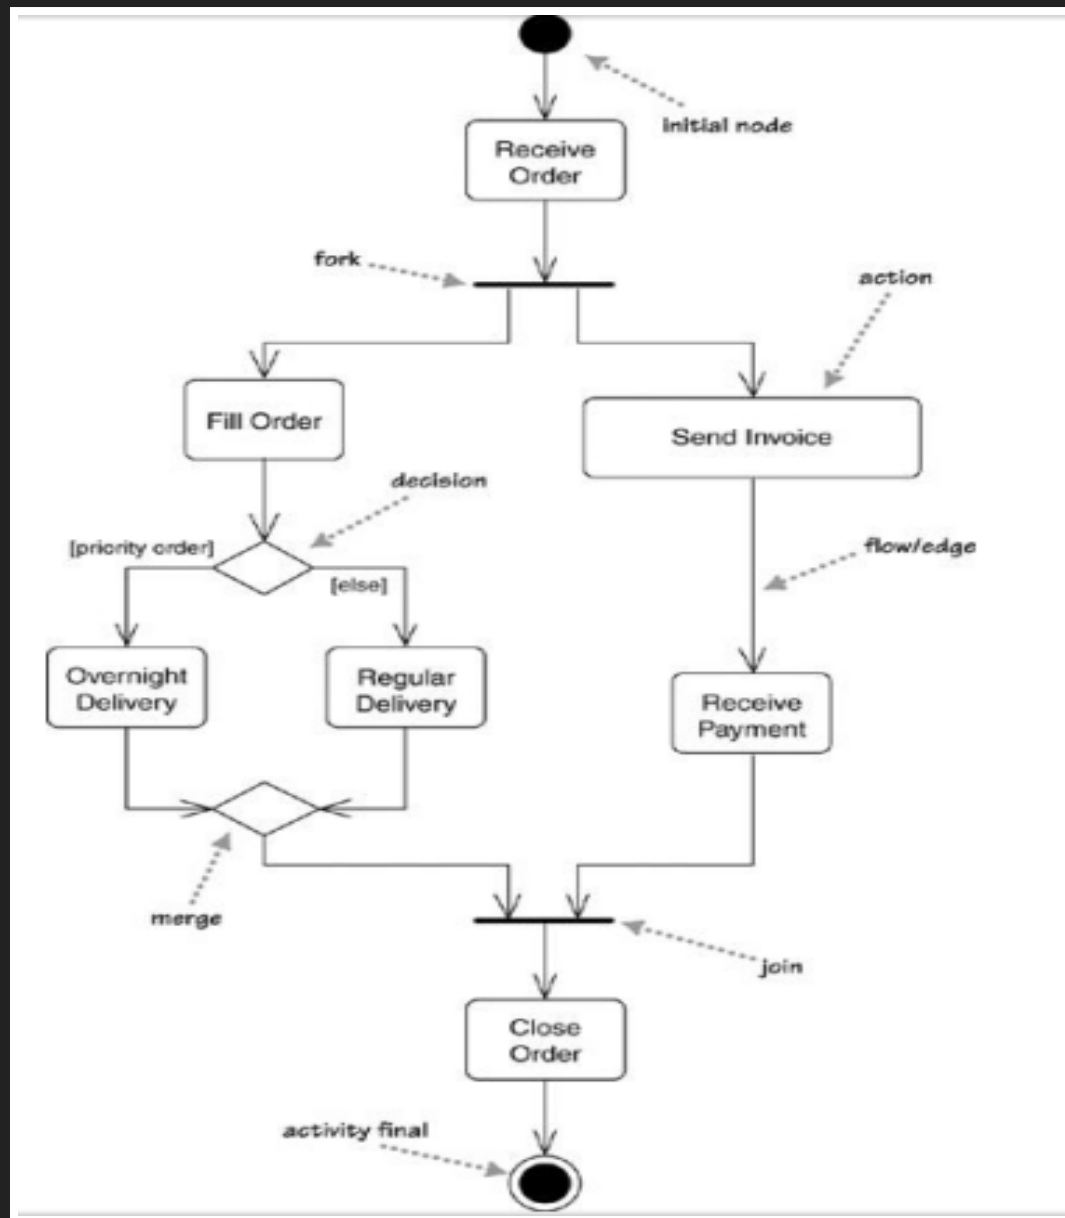 initial node
Receive
Order
fork
action
Fill Order
Send Invoice
decision
[priority order]
[else]
flow/edge
Overnight
Delivery
Regular
Delivery
Receive
Payment
merge
join
Close
Order
activity final